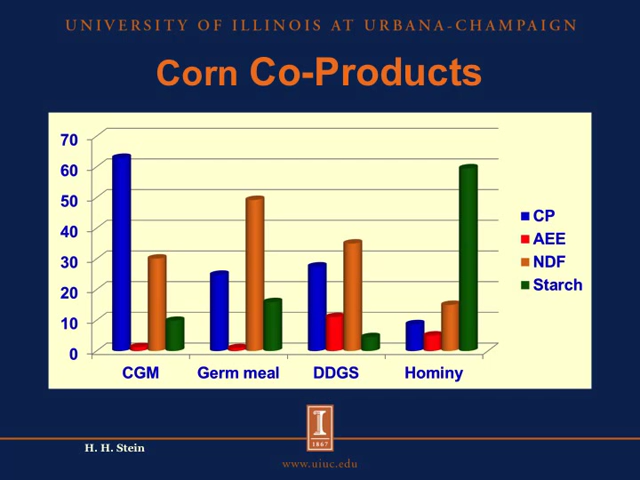 UNIVERSITY OF ILLINOIS AT URBANA-CHAMPAIGN
Corn Co-Products
70
60
50
40
30
20
10
0
CGM Germ meal DDGS Hominy
CP
AEE
NDF
Starch
I
1867
H. H. Stein
www.uiuc.edu